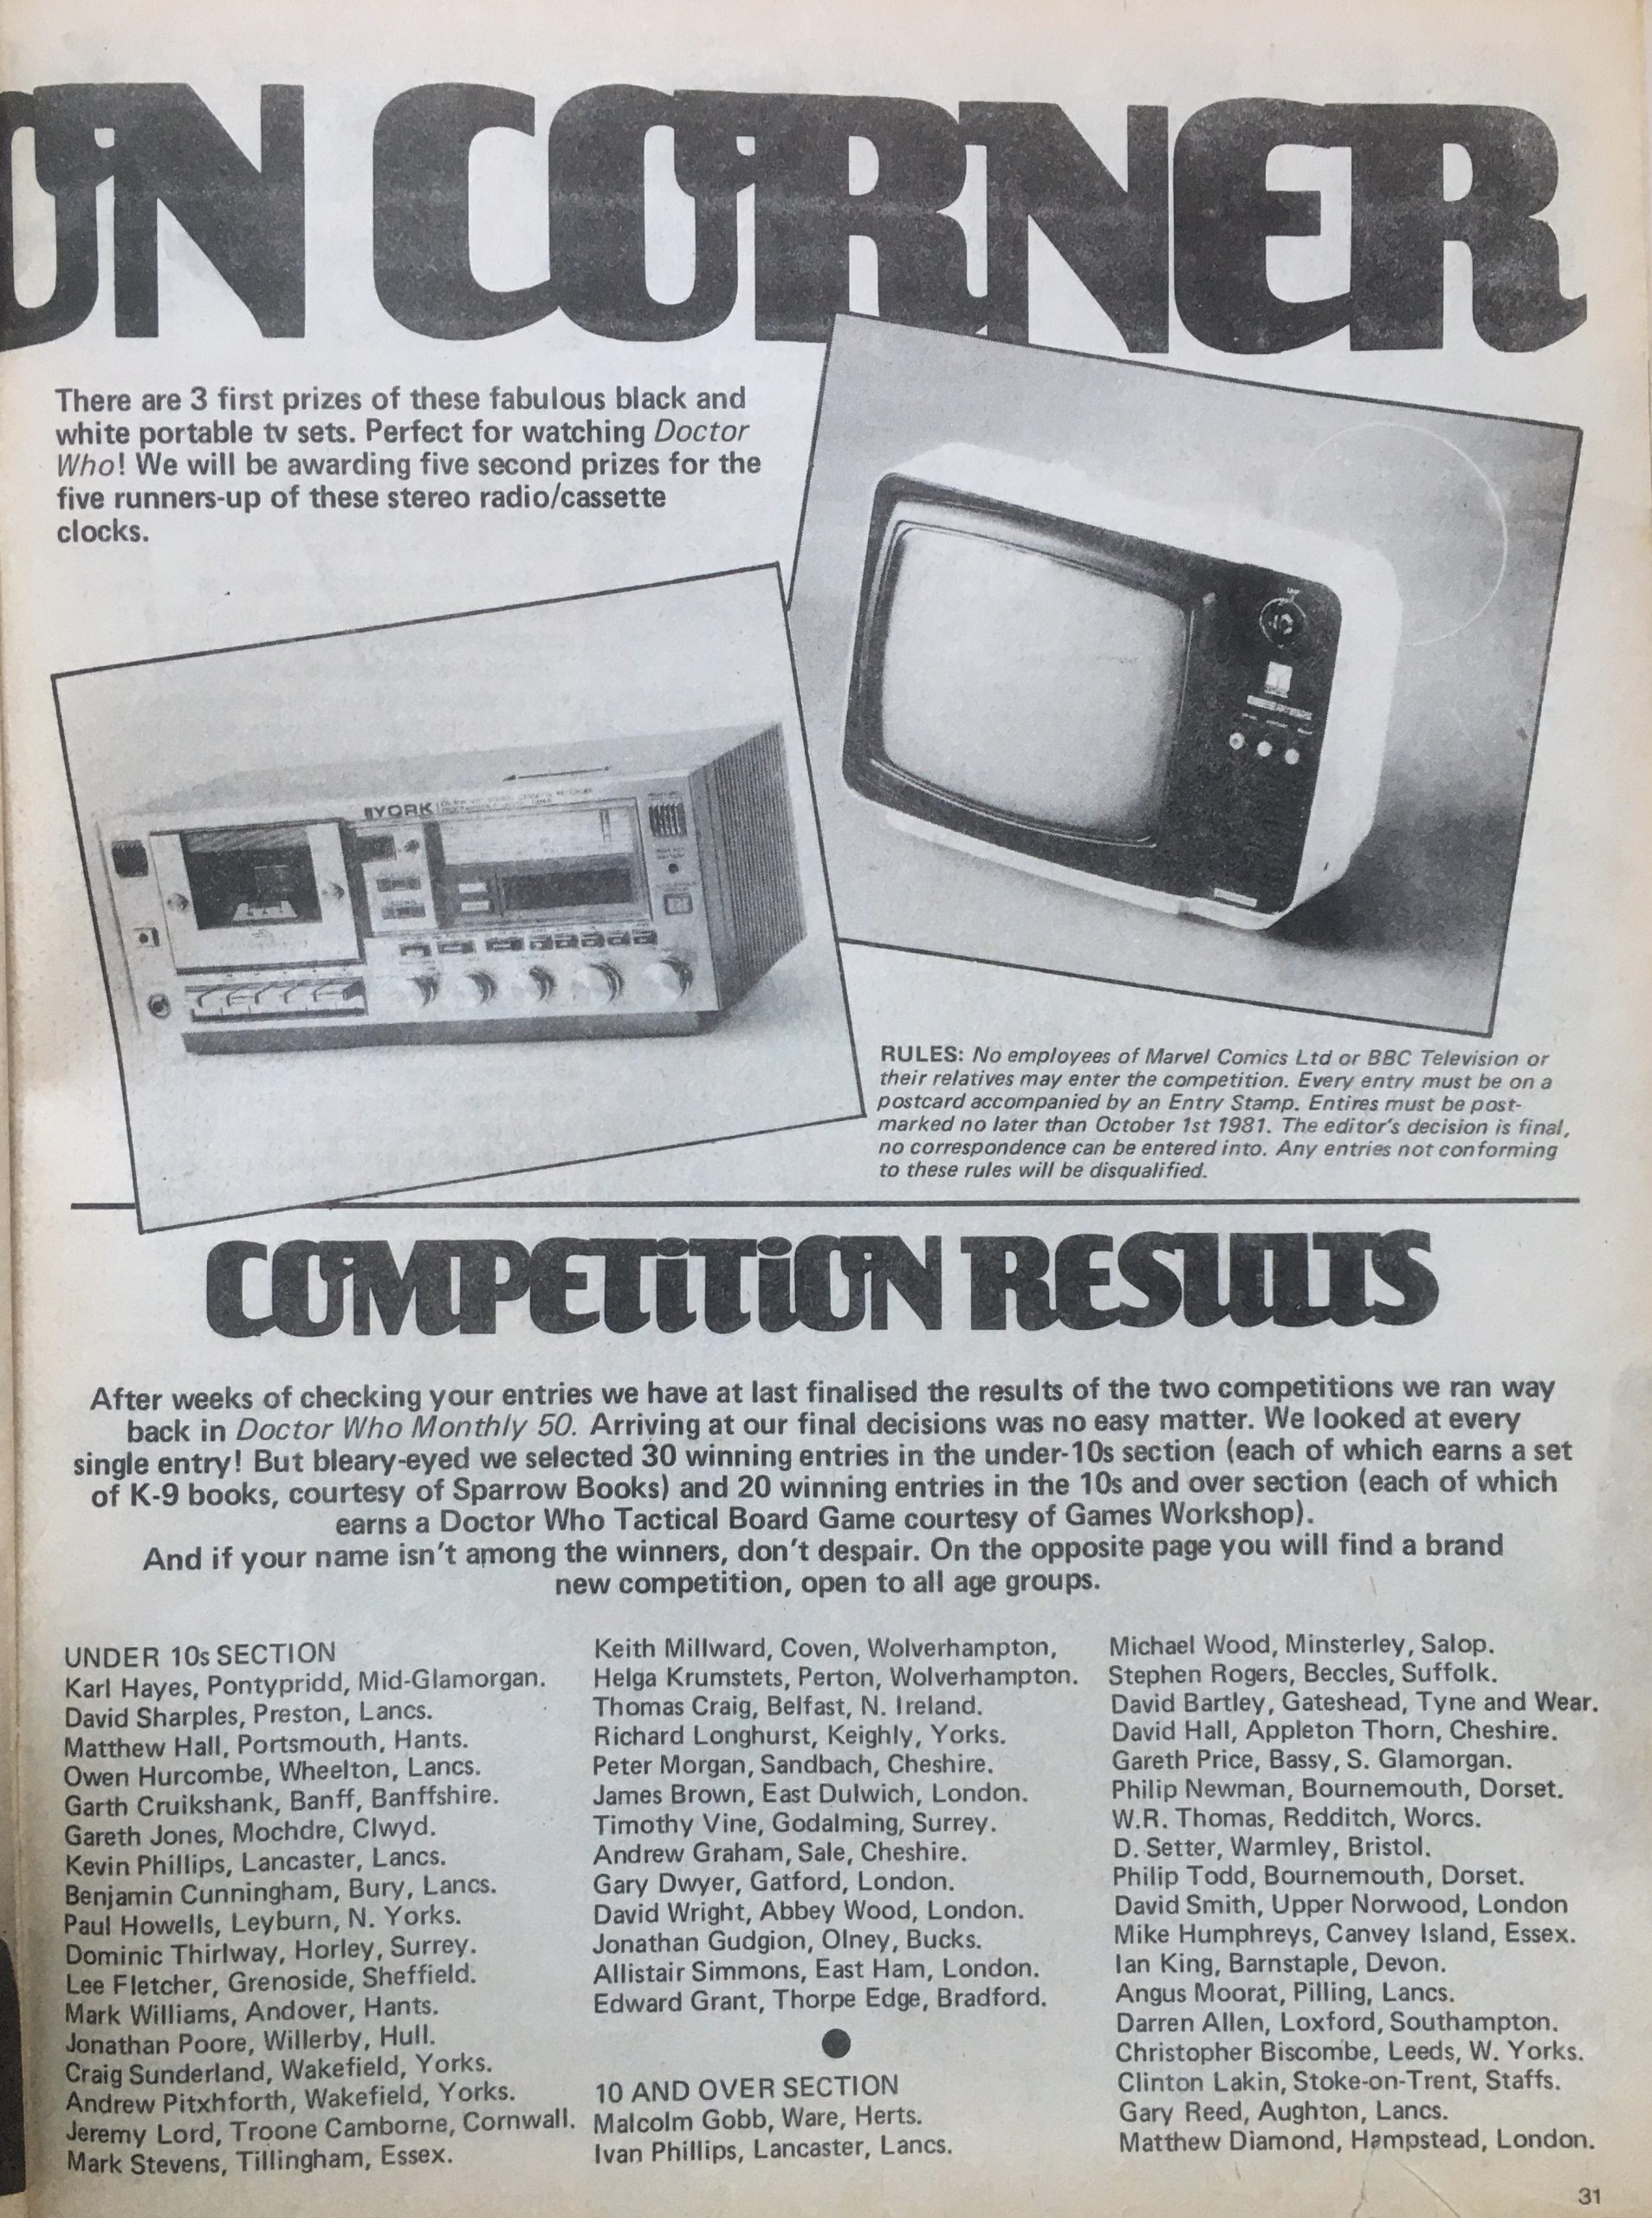 ON CORNER
There are 3 first prizes of these fabulous black and
white portable tv sets. Perfect for watching Doctor
Who! We will be awarding five second prizes for the
five runners-up of these stereo radio/cassette
clocks.
YORK
RULES: No employees of Marvel Comics Ltd or BBC Television or
their relatives may enter the competition. Every entry must be on a
postcard accompanied by an Entry Stamp. Entires must be post-
marked no later than October 1st 1981. The editor's decision is final,
no correspondence can be entered into. Any entries not conforming
to these rules will be disqualified.
COMPETITION RESULTS
After weeks of checking your entries we have at last finalised the results of the two competitions we ran way
back in Doctor Who Monthly 50. Arriving at our final decisions was no easy matter. We looked at every
single entry! But bleary-eyed we selected 30 winning entries in the under-10s section (each of which earns a set
of K-9 books, courtesy of Sparrow Books) and 20 winning entries in the 10s and over section (each of which
earns a Doctor Who Tactical Board Game courtesy of Games Workshop).
And if your name isn't among the winners, don't despair. On the opposite page you will find a brand
new competition, open to all age groups.
UNDER 10s SECTION
Karl Hayes, Pontypridd, Mid-Glamorgan.
David Sharples, Preston, Lancs.
Matthew Hall, Portsmouth, Hants.
Owen Hurcombe, Wheelton, Lancs.
Garth Cruikshank, Banff, Banffshire.
Gareth Jones, Mochdre, Clwyd.
Kevin Phillips, Lancaster, Lancs.
Benjamin Cunningham, Bury, Lancs.
Paul Howells, Leyburn, N. Yorks.
Dominic Thirlway, Horley, Surrey.
Lee Fletcher, Grenoside, Sheffield.
Mark Williams, Andover, Hants.
Jonathan Poore, Willerby, Hull.
Craig Sunderland, Wakefield, Yorks.
Andrew Pitxhforth, Wakefield, Yorks.
Jeremy Lord, Troone Camborne, Cornwall.
Mark Stevens, Tillingham, Essex.
Keith Millward, Coven, Wolverhampton,
Helga Krumstets, Perton, Wolverhampton.
Thomas Craig, Belfast, N. Ireland.
Richard Longhurst, Keighly, Yorks.
Peter Morgan, Sandbach, Cheshire.
James Brown, East Dulwich, London.
Timothy Vine, Godalming, Surrey.
Andrew Graham, Sale, Cheshire.
Gary Dwyer, Gatford, London.
David Wright, Abbey Wood, London.
Jonathan Gudgion, Olney, Bucks.
Allistair Simmons, East Ham, London.
Edward Grant, Thorpe Edge, Bradford.
10 AND OVER SECTION
Malcolm Gobb, Ware, Herts.
Ivan Phillips, Lancaster, Lancs.
Michael Wood, Minsterley, Salop.
Stephen Rogers, Beccles, Suffolk.
David Bartley, Gateshead, Tyne and Wear.
David Hall, Appleton Thorn, Cheshire.
Gareth Price, Bassy, S. Glamorgan.
Philip Newman, Bournemouth, Dorset.
W.R. Thomas, Redditch, Worcs.
D. Setter, Warmley, Bristol.
Philip Todd, Bournemouth, Dorset.
David Smith, Upper Norwood, London
Mike Humphreys, Canvey Island, Essex.
Ian King, Barnstaple, Devon.
Angus Moorat, Pilling, Lancs.
Darren Allen, Loxford, Southampton.
Christopher Biscombe, Leeds, W. Yorks.
Clinton Lakin, Stoke-on-Trent, Staffs.
Gary Reed, Aughton, Lancs.
Matthew Diamond, Hampstead, London.
31